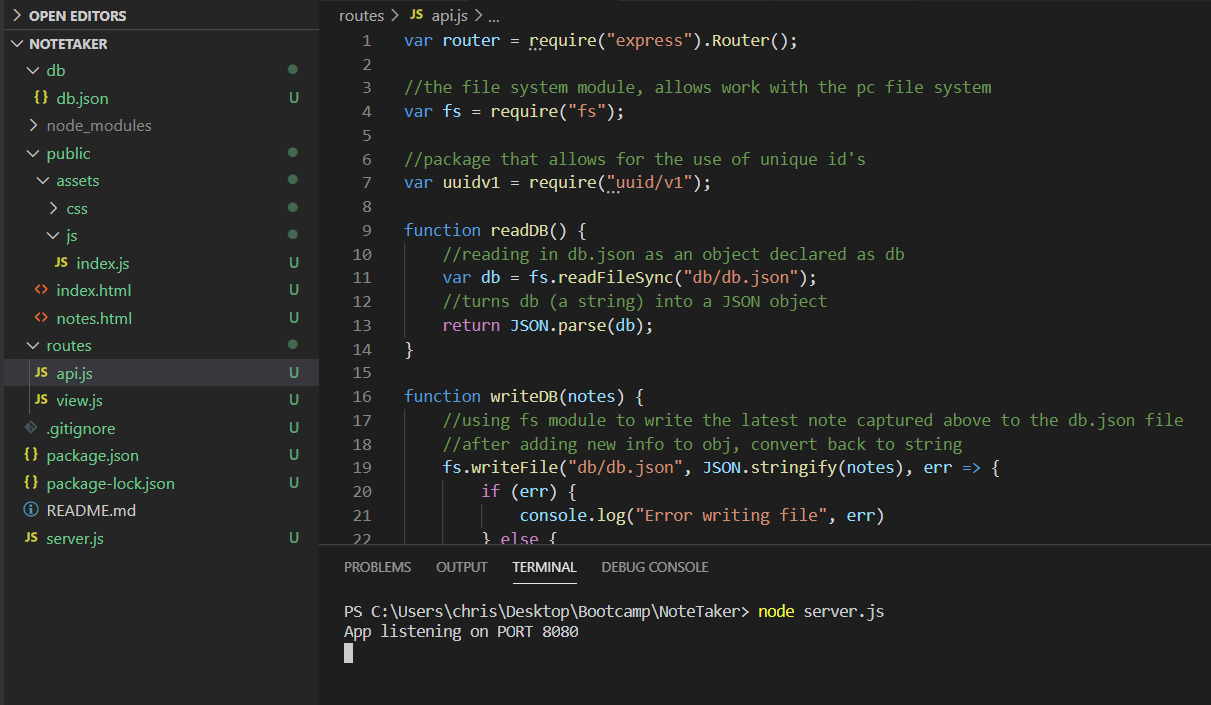 OPEN EDITORS
NOTETAKER
db
{} db.json U
node_modules
public
assets
css
js
JS index.js U
<> index.html U
<> notes.html U
routes
JS api.js U
JS view.js U
.gitignore U
{} package.json U
{} package-lock.json U
README.md
JS server.js U
routes > JS api.js > ...
1 var router = require("express").Router();
2
3 //the file system module, allows work with the pc file system
4 var fs = require("fs");
5
6 //package that allows for the use of unique id's
7 var uuidv1 = require("uuid/v1");
8
9 function readDB() {
10 //reading in db.json as an object declared as db
11 var db = fs.readFileSync("db/db.json");
12 //turns db (a string) into a JSON object
13 return JSON.parse(db);
14 }
15
16 function writeDB(notes) {
17 //using fs module to write the latest note captured above to the db.json file
18 //after adding new info to obj, convert back to string
19 fs.writeFile("db/db.json", JSON.stringify(notes), err => {
20 if (err) {
21 console.log("Error writing file", err)
22 } else {
PROBLEMS OUTPUT TERMINAL DEBUG CONSOLE
PS C:\Users\chris\Desktop\Bootcamp\NoteTaker> node server.js
App listening on PORT 8080